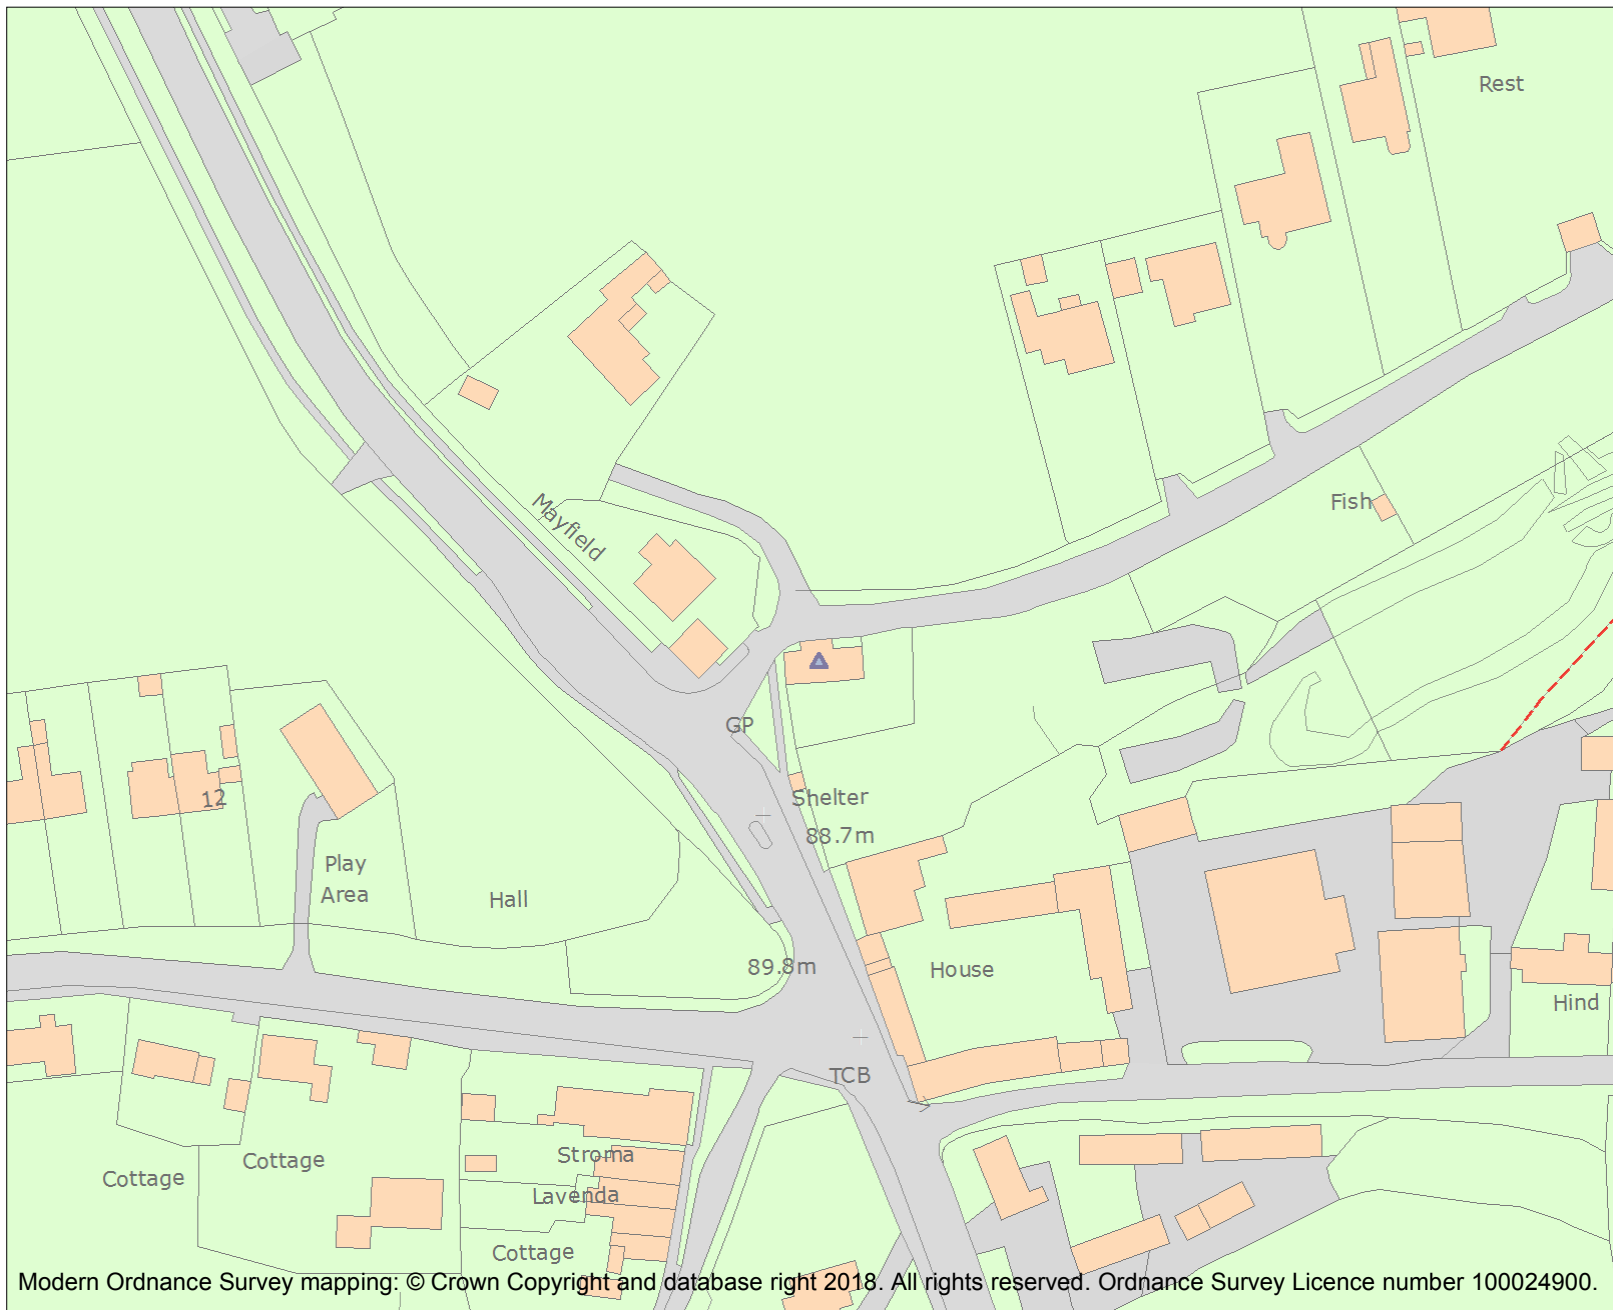 Rest
Fish
Mayfield
GP
Shelter
88.7m
12
Play
Area
Hall
89.8m
House
Hind
TCB
Stroma
Cottage
Cottage
Lavenda
Cottage
Modern Ordnance Survey mapping: © Crown Copyright and database right 2018. All rights reserved. Ordnance Survey Licence number 100024900.